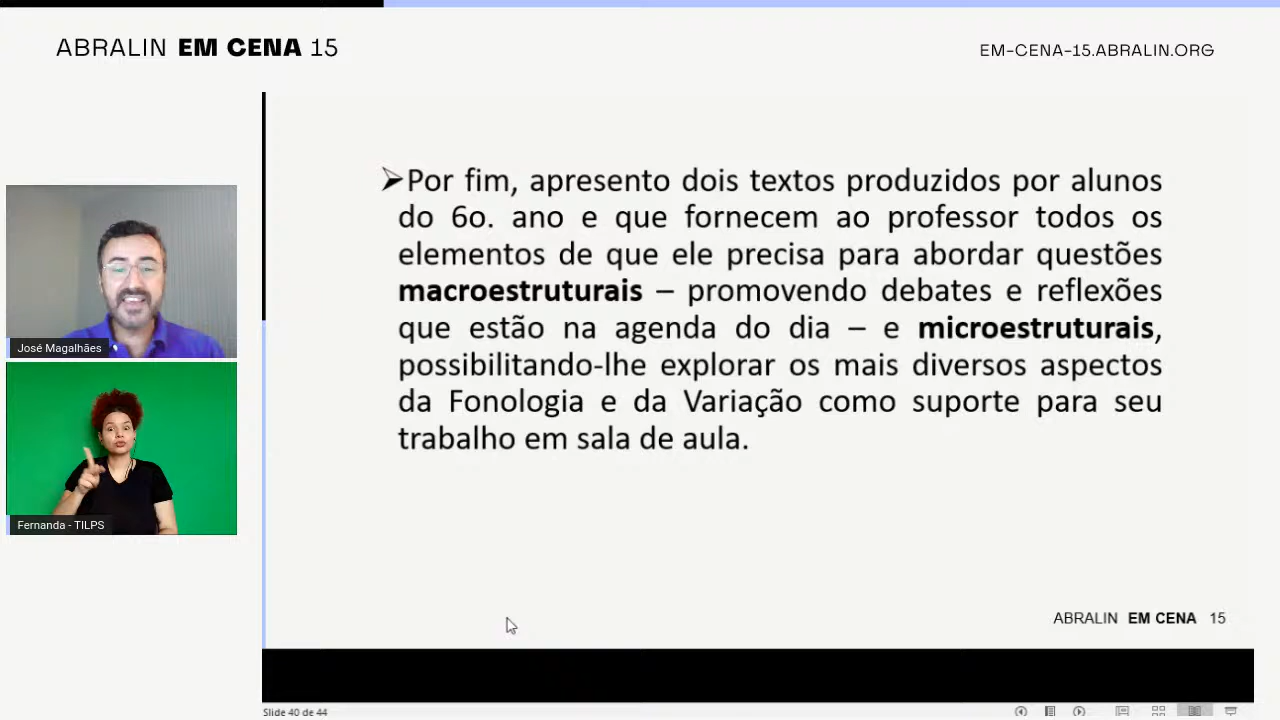 ABRALIN EM CENA 15
EM-CENA-15.ABRALIN.ORG
➢Por fim, apresento dois textos produzidos por alunos
do 6o. ano e que fornecem ao professor todos os
elementos de que ele precisa para abordar questões
macroestruturais – promovendo debates e reflexões
que estão na agenda do dia – e microestruturais,
possibilitando-lhe explorar os mais diversos aspectos
da Fonologia e da Variação como suporte para seu
trabalho em sala de aula.
José Magalhães
Fernanda - TILPS
ABRALIN EM CENA 15
Slide 40 de 44